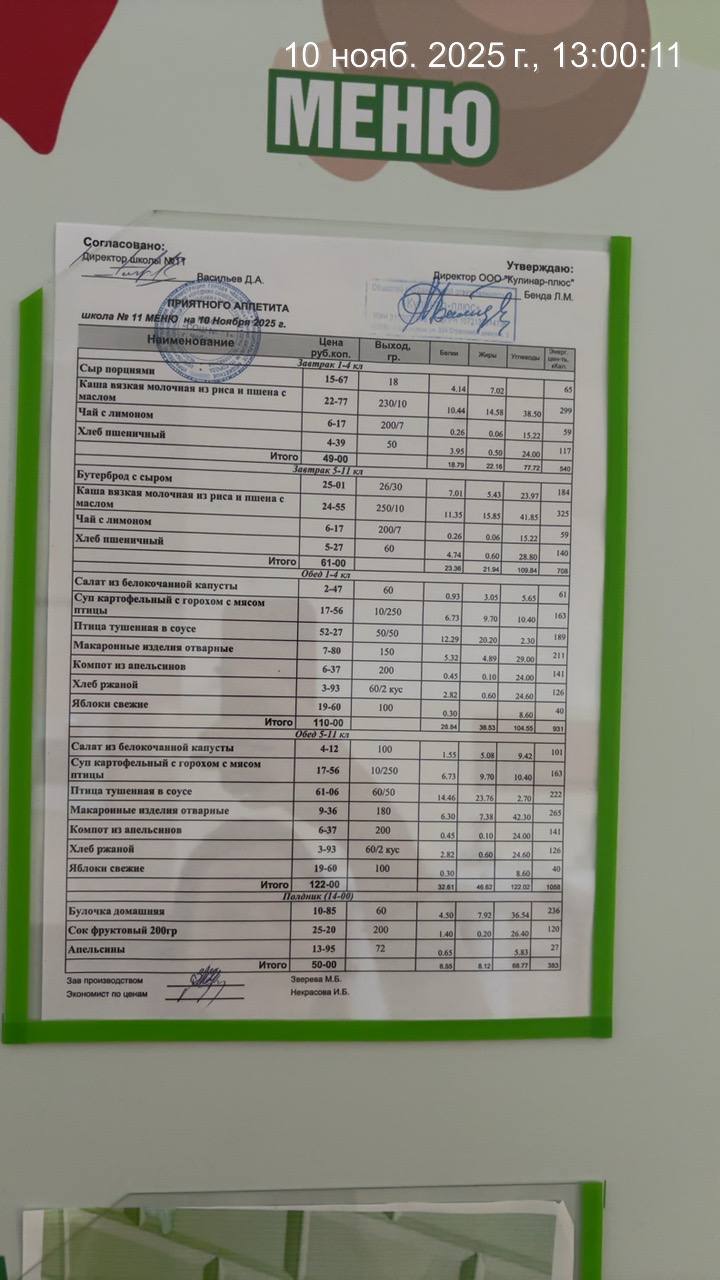 10 нояб. 2025 г., 13:00:11
МЕНЮ
Согласовано:
Директор школы №11
Васильев Д.А.
Утверждаю:
Директор ООО "Кулинар-плюс"
Бенда Л.М.
ПРИЯТНОГО АППЕТИТА
школа № 11 МЕНЮ на 10 Ноября 2025 г.
Наименование Цена руб.коп. Выход, гр. Белки Жиры Углеводы Энерг. цен-ть, кКал.
Завтрак 1-4 кл
Сыр порциями 15-67 18 4.14 7.02 65
Каша вязкая молочная из риса и пшена с маслом 22-77 230/10 10.44 14.58 38.50 299
Чай с лимоном 6-17 200/7 0.26 0.06 15.22 59
Хлеб пшеничный 4-39 50 3.95 0.50 24.00 117
Итого 49-00 18.79 22.16 77.72 540
Завтрак 5-11 кл
Бутерброд с сыром 25-01 26/30 7.01 5.43 23.97 184
Каша вязкая молочная из риса и пшена с маслом 24-55 250/10 11.35 15.85 41.85 325
Чай с лимоном 6-17 200/7 0.26 0.06 15.22 59
Хлеб пшеничный 5-27 60 4.74 0.60 28.80 140
Итого 61-00 23.36 21.94 109.84 708
Обед 1-4 кл
Салат из белокочанной капусты 2-47 60 0.93 3.05 5.65 61
Суп картофельный с горохом с мясом птицы 17-56 10/250 6.73 9.70 10.40 163
Птица тушенная в соусе 52-27 50/50 12.29 20.20 2.30 189
Макаронные изделия отварные 7-80 150 5.32 4.89 29.00 211
Компот из апельсинов 6-37 200 0.45 0.10 24.00 141
Хлеб ржаной 3-93 60/2 кус 2.82 0.60 24.60 126
Яблоки свежие 19-60 100 0.30 8.60 40
Итого 110-00 28.84 38.53 104.55 931
Обед 5-11 кл
Салат из белокочанной капусты 4-12 100 1.55 5.08 9.42 101
Суп картофельный с горохом с мясом птицы 17-56 10/250 6.73 9.70 10.40 163
Птица тушенная в соусе 61-06 60/50 14.46 23.76 2.70 222
Макаронные изделия отварные 9-36 180 6.30 7.38 42.30 265
Компот из апельсинов 6-37 200 0.45 0.10 24.00 141
Хлеб ржаной 3-93 60/2 кус 2.82 0.60 24.60 126
Яблоки свежие 19-60 100 0.30 8.60 40
Итого 122-00 32.61 46.62 122.02 1058
Полдник (14-00)
Булочка домашняя 10-85 60 4.50 7.92 36.54 236
Сок фруктовый 200гр 25-20 200 1.40 0.20 26.40 120
Апельсины 13-95 72 0.65 5.83 27
Итого 50-00 6.55 8.12 68.77 383
Зав производством Зверева М.Б.
Экономист по ценам Некрасова И.Б.